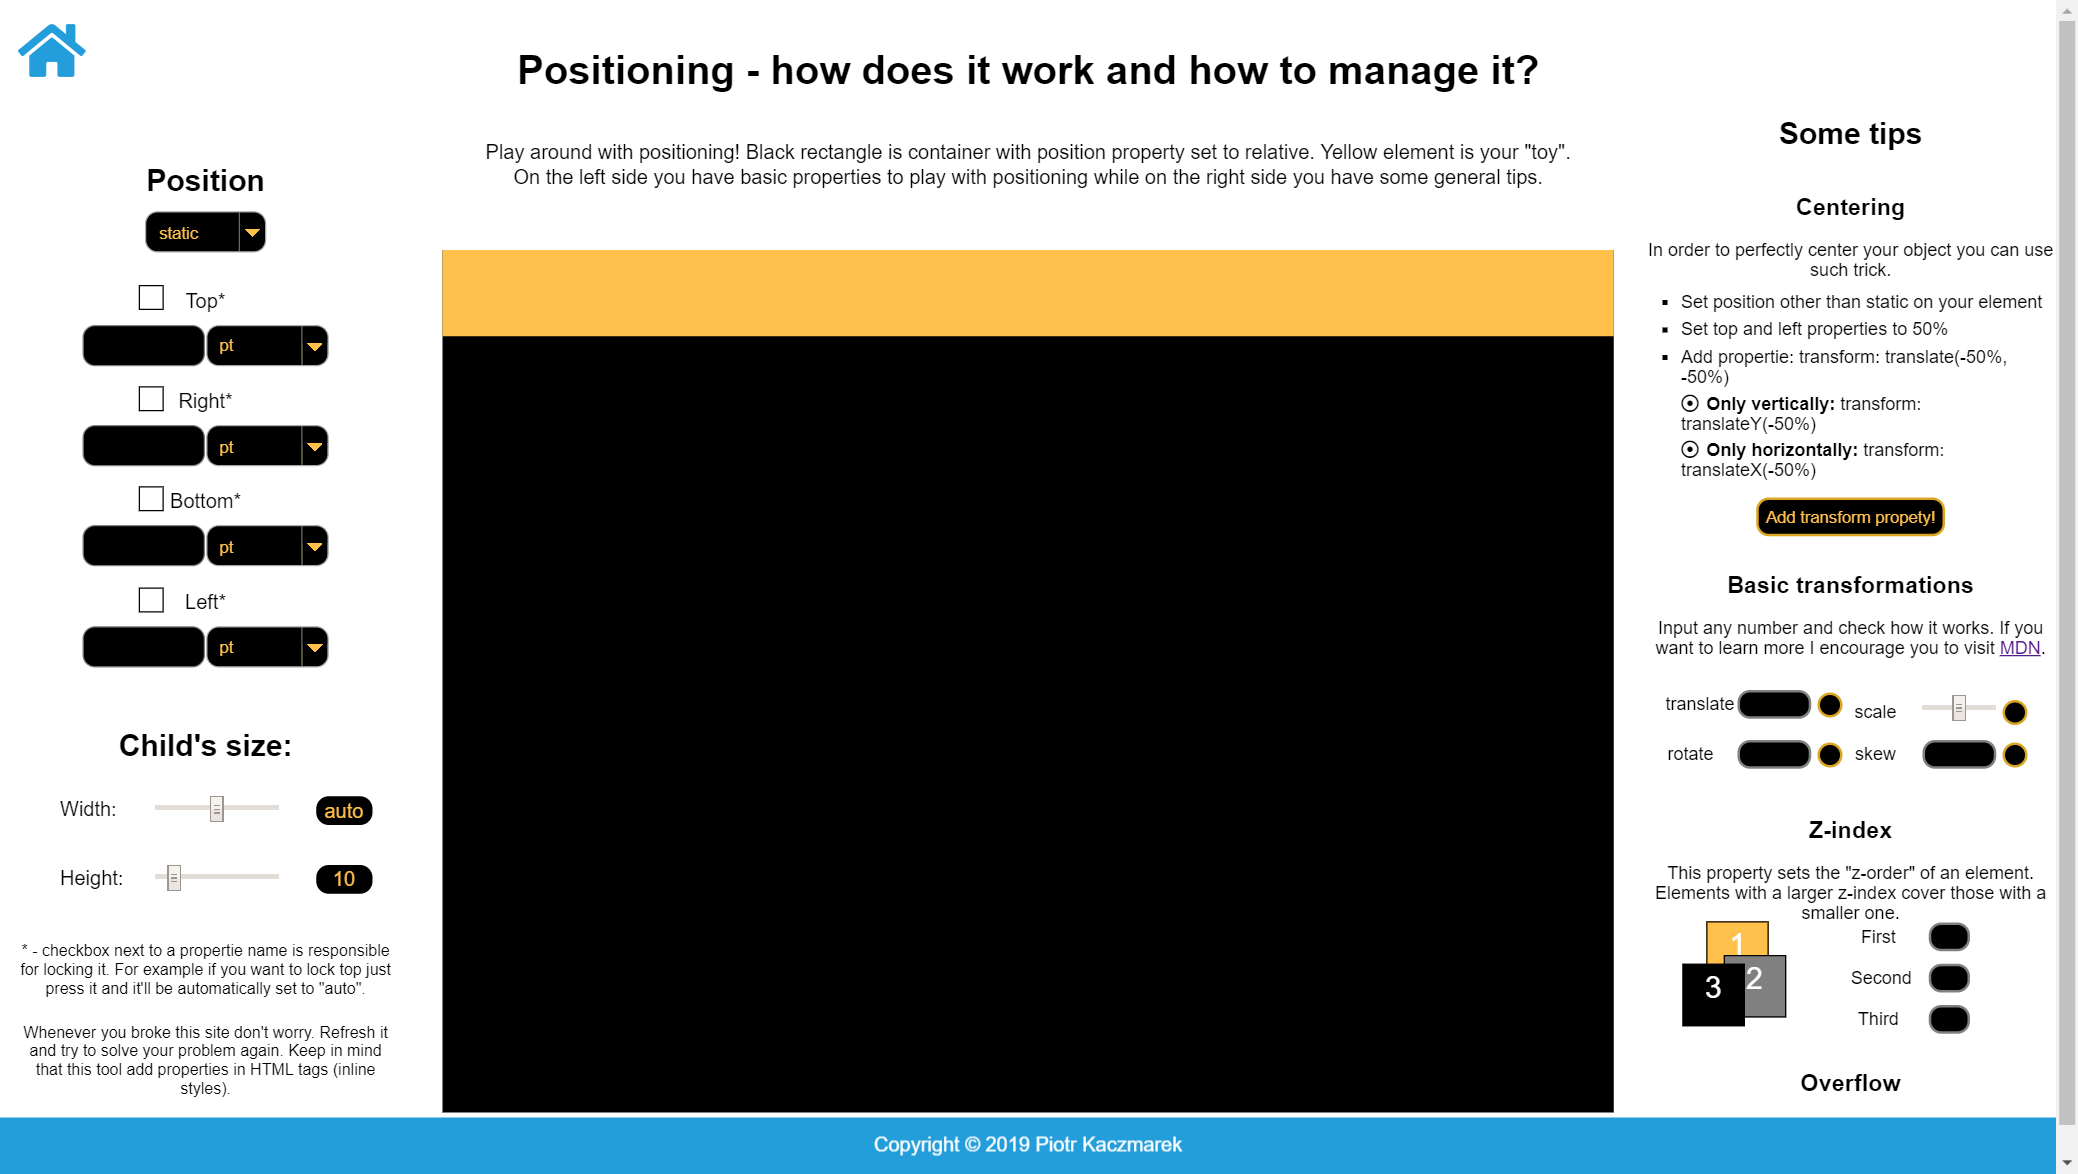 Positioning - how does it work and how to manage it?
Play around with positioning! Black rectangle is container with position property set to relative. Yellow element is your "toy".
On the left side you have basic properties to play with positioning while on the right side you have some general tips.
Position
static
Top*
pt
Right*
pt
Bottom*
pt
Left*
pt
Child's size:
Width:
auto
Height:
10
* - checkbox next to a propertie name is responsible
for locking it. For example if you want to lock top just
press it and it'll be automatically set to "auto".
Whenever you broke this site don't worry. Refresh it
and try to solve your problem again. Keep in mind
that this tool add properties in HTML tags (inline
styles).
Some tips
Centering
In order to perfectly center your object you can use
such trick.
Set position other than static on your element
Set top and left properties to 50%
Add propertie: transform: translate(-50%,
-50%)
Only vertically: transform:
translateY(-50%)
Only horizontally: transform:
translateX(-50%)
Add transform propety!
Basic transformations
Input any number and check how it works. If you
want to learn more I encourage you to visit MDN.
translate
scale
rotate
skew
Z-index
This property sets the "z-order" of an element.
Elements with a larger z-index cover those with a
smaller one.
1
2
3
First
Second
Third
Overflow
Copyright © 2019 Piotr Kaczmarek